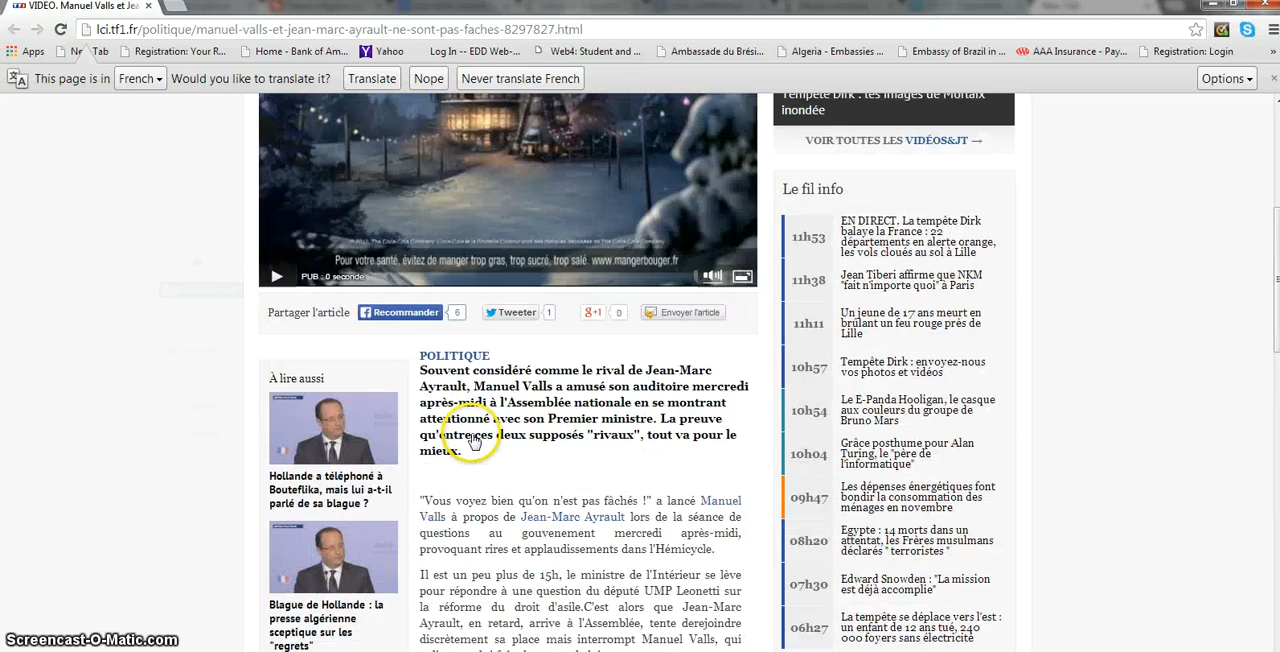 VIDEO. Manuel Valls et Jea
lci.tf1.fr/politique/manuel-valls-et-jean-marc-ayrault-ne-sont-pas-faches-8297827.html
Apps
Tab
Registration: Your R...
Home - Bank of Am...
Yahoo
Log In -- EDD Web-...
Web4: Student and ...
Ambassade du Brési...
Algeria - Embassies ...
Embassy of Brazil in ...
AAA Insurance - Pay...
Registration: Login
»
This page is in French Would you like to translate it? Translate Nope Never translate French Options
Tempête Dirk : les images de Morlaix
inondée
VOIR TOUTES LES VIDÉOS&JT →
Pour votre santé, évitez de manger trop gras, trop sucré, trop salé. www.mangerbouger.fr
PUB : 0 seconde
Partager l'article
Recommander 6
Tweeter 1
g+1 0
Envoyer l'article
À lire aussi
Hollande a téléphoné à
Bouteflika, mais lui a-t-il
parlé de sa blague ?
Blague de Hollande : la
presse algérienne
sceptique sur les
"regrets"
POLITIQUE
Souvent considéré comme le rival de Jean-Marc
Ayrault, Manuel Valls a amusé son auditoire mercredi
après-midi à l'Assemblée nationale en se montrant
attentionné avec son Premier ministre. La preuve
qu'entre ces deux supposés "rivaux", tout va pour le
mieux.
"Vous voyez bien qu'on n'est pas fâchés !" a lancé Manuel
Valls à propos de Jean-Marc Ayrault lors de la séance de
questions au gouvenement mercredi après-midi,
provoquant rires et applaudissements dans l'Hémicycle.
Il est un peu plus de 15h, le ministre de l'Intérieur se lève
pour répondre à une question du député UMP Leonetti sur
la réforme du droit d'asile.C'est alors que Jean-Marc
Ayrault, en retard, arrive à l'Assemblée, tente derejoindre
discrètement sa place mais interrompt Manuel Valls, qui
Le fil info
11h53
EN DIRECT. La tempête Dirk
balaye la France : 22
départements en alerte orange,
les vols cloués au sol à Lille
11h38
Jean Tiberi affirme que NKM
"fait n'importe quoi" à Paris
11h11
Un jeune de 17 ans meurt en
brûlant un feu rouge près de
Lille
10h57
Tempête Dirk : envoyez-nous
vos photos et vidéos
10h54
Le E-Panda Hooligan, le casque
aux couleurs du groupe de
Bruno Mars
10h04
Grâce posthume pour Alan
Turing, le "père de
l'informatique"
09h47
Les dépenses énergétiques font
bondir la consommation des
ménages en novembre
08h20
Egypte : 14 morts dans un
attentat, les Frères musulmans
déclarés " terroristes "
07h30
Edward Snowden : "La mission
est déjà accomplie"
06h27
La tempête se déplace vers l'est :
un enfant de 12 ans tué, 240
000 foyers sans électricité
Screencast-O-Matic.com